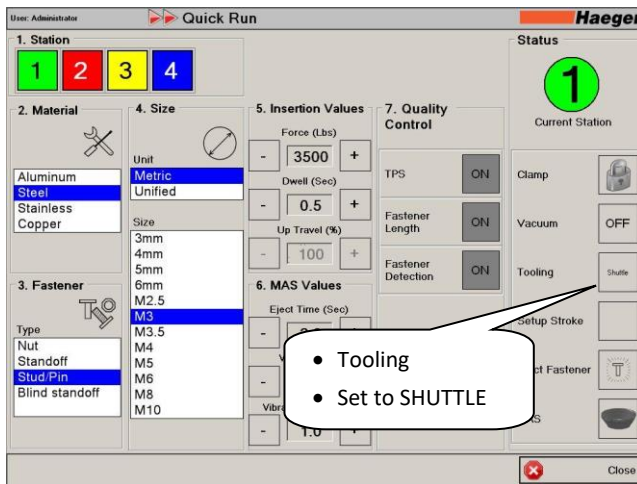 User: Administrator
Quick Run
Haeger
1. Station
1 2 3 4
2. Material
Aluminum
Steel
Stainless
Copper
3. Fastener
Type
Nut
Standoff
Stud/Pin
Blind standoff
4. Size
Unit
Metric
Unified
Size
3mm
4mm
5mm
6mm
M2.5
M3
M3.5
M4
M5
M6
M8
M10
5. Insertion Values
Force (Lbs)
- 3500 +
Dwell (Sec)
- 0.5 +
Up Travel (%)
- 100 +
6. MAS Values
Eject Time (Sec)
-
-
- 1.0 +
7. Quality
Control
TPS ON
Fastener
Length ON
Fastener
Detection ON
Status
1
Current Station
Clamp
Vacuum OFF
Tooling Shuttle
Setup Stroke
Fastener
• Tooling
• Set to SHUTTLE
Close